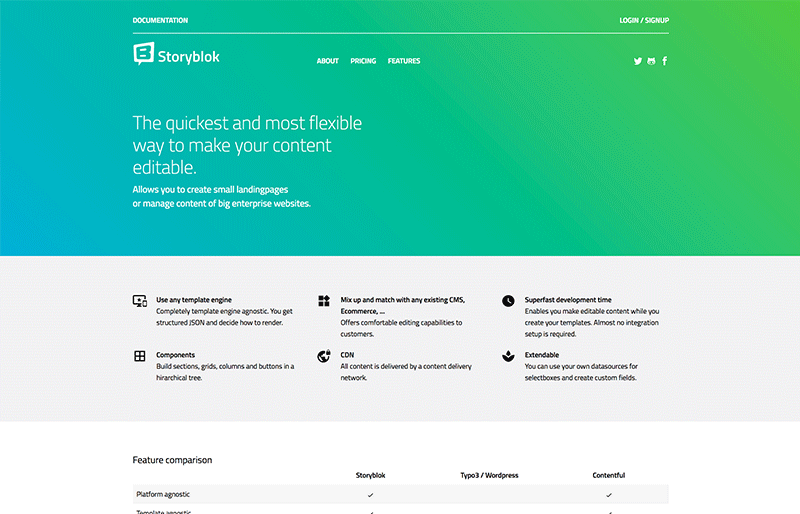 DOCUMENTATION
LOGIN / SIGNUP
Storyblok
ABOUT PRICING FEATURES
The quickest and most flexible
way to make your content
editable.
Allows you to create small landingpages
or manage content of big enterprise websites.
Use any template engine
Completely template engine agnostic. You get
structured JSON and decide how to render.
Mix up and match with any existing CMS,
Ecommerce, ...
Offers comfortable editing capabilities to
customers.
Superfast development time
Enables you make editable content while you
create your templates. Almost no integration
setup is required.
Components
Build sections, grids, columns and buttons in a
hirarchical tree.
CDN
All content is delivered by a content delivery
network.
Extendable
You can use your own datasources for
selectboxes and create custom fields.
Feature comparison
Storyblok Typo3 / Wordpress Contentful
Platform agnostic
Template agnostic